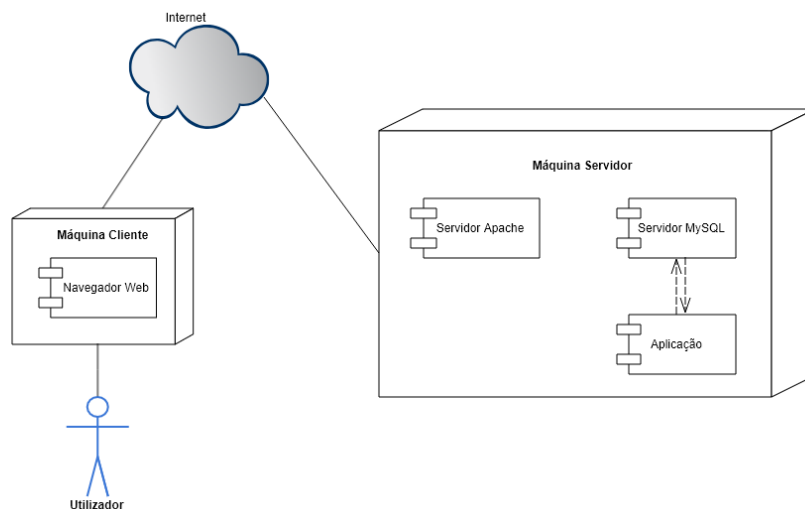 Internet
Máquina Servidor
Servidor Apache
Servidor MySQL
Máquina Cliente
Navegador Web
Aplicação
Utilizador